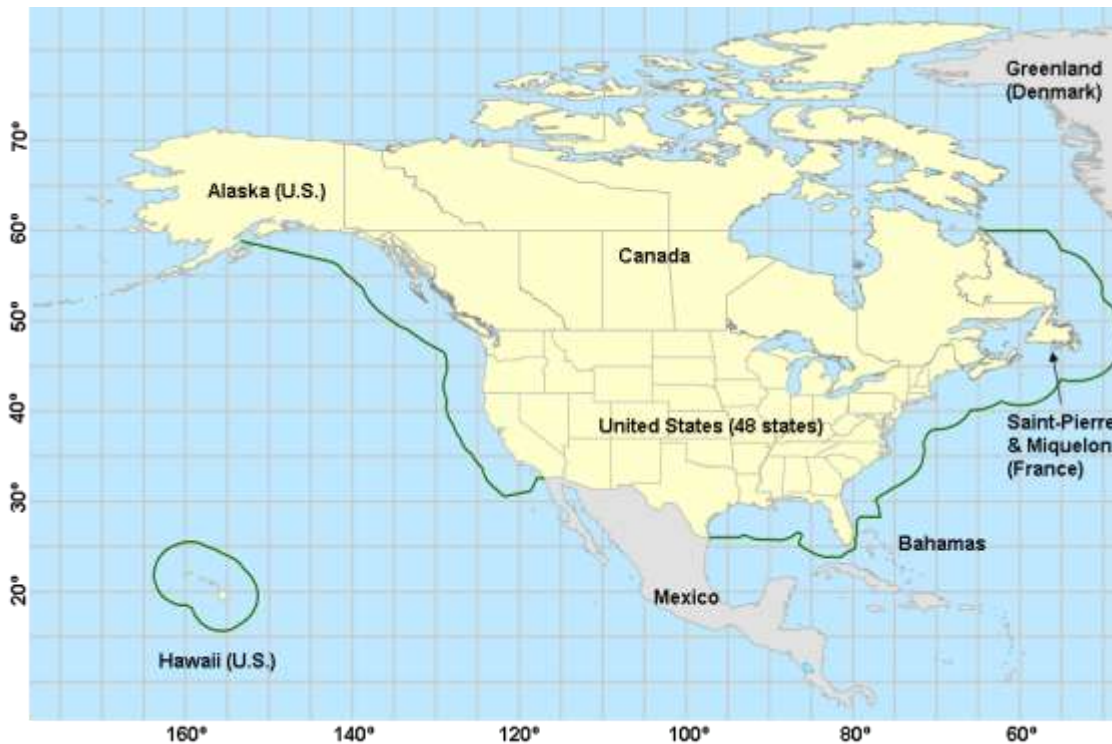 Greenland
(Denmark)
70°
Alaska (U.S.)
60°
Canada
50°
40°
United States (48 states)
Saint-Pierre
& Miquelon
(France)
30°
Bahamas
20°
Mexico
Hawaii (U.S.)
160°
140°
120°
100°
80°
60°